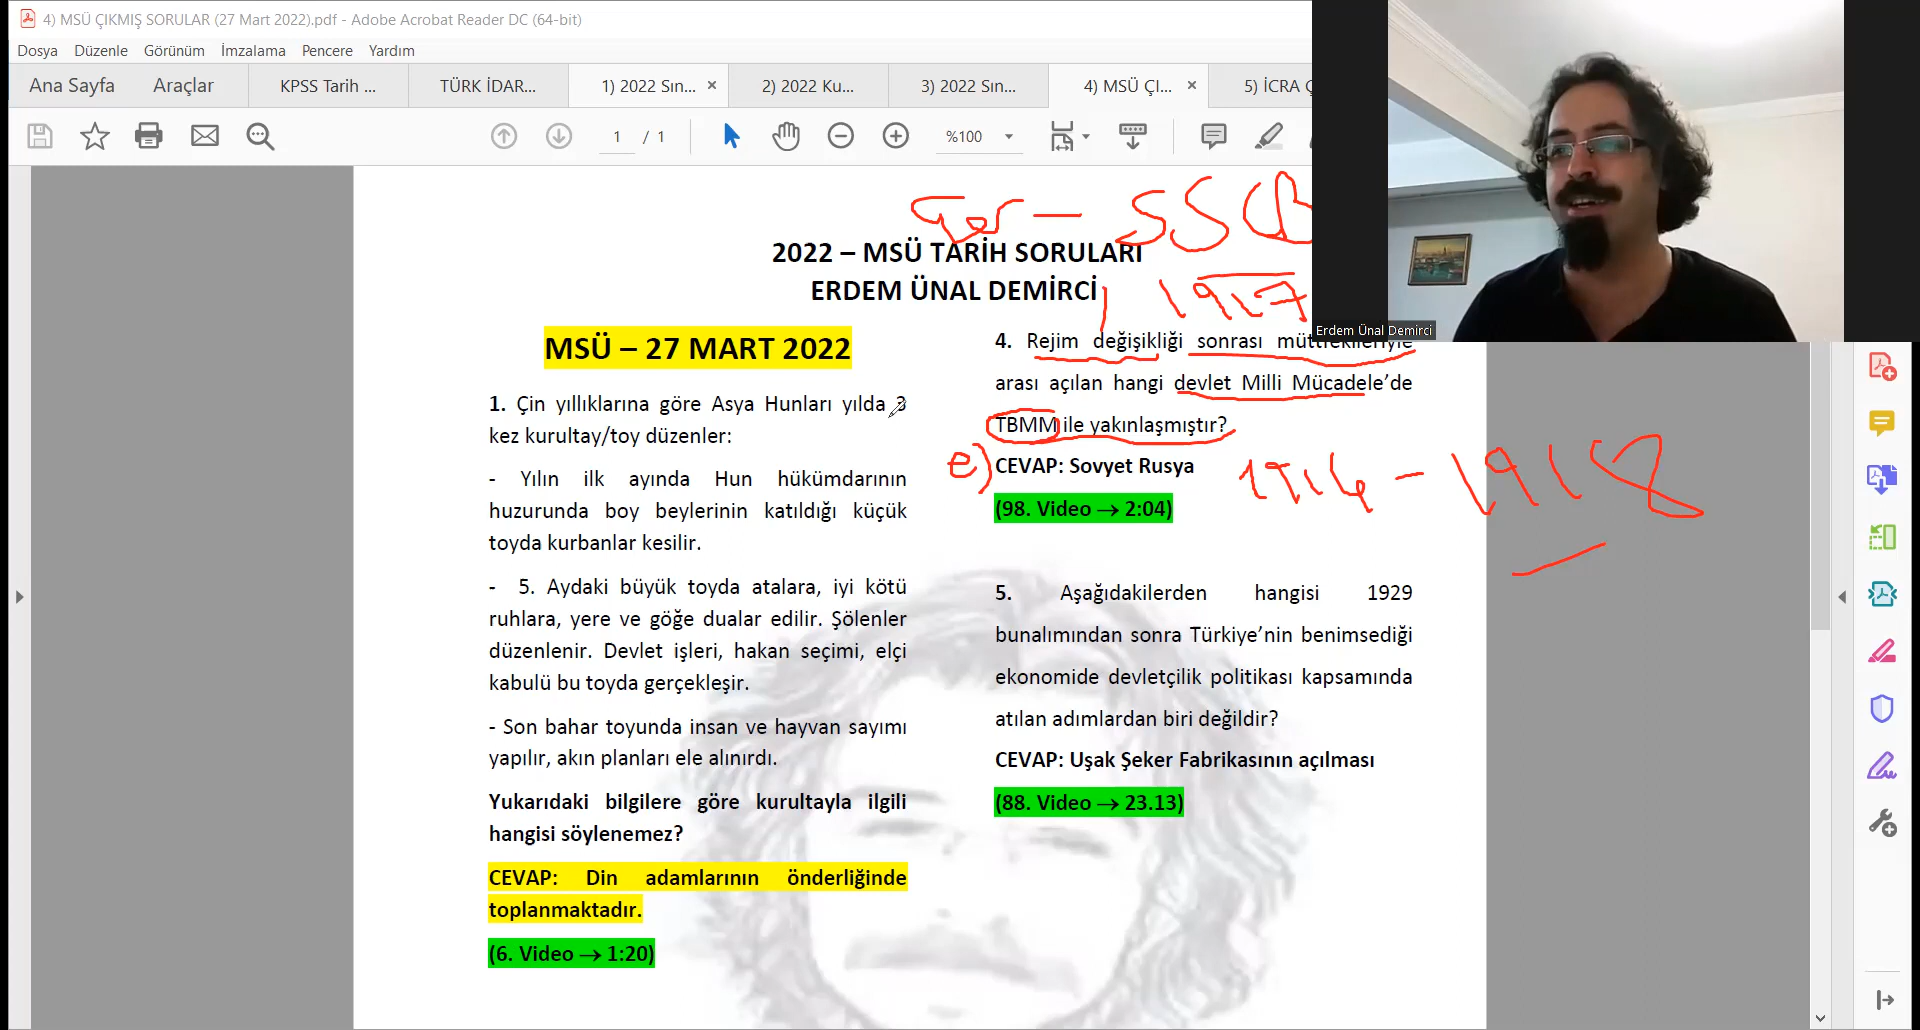 4) MSÜ ÇIKMIŞ SORULAR (27 Mart 2022).pdf - Adobe Acrobat Reader DC (64-bit)
Dosya Düzenle Görünüm İmzalama Pencere Yardım
Ana Sayfa Araçlar KPSS Tarih ... TÜRK İDAR... 1) 2022 Sın... × 2) 2022 Ku... 3) 2022 Sın... 4) MSÜ ÇI... × 5) İCRA Ç
1 / 1 %100
SSCB
2022 – MSÜ TARİH SORULARI
ERDEM ÜNAL DEMİRCİ
1917
Erdem Ünal Demirci
MSÜ – 27 MART 2022
1. Çin yıllıklarına göre Asya Hunları yılda 3
kez kurultay/toy düzenler:
- Yılın ilk ayında Hun hükümdarının
huzurunda boy beylerinin katıldığı küçük
toyda kurbanlar kesilir.
- 5. Aydaki büyük toyda atalara, iyi kötü
ruhlara, yere ve göğe dualar edilir. Şölenler
düzenlenir. Devlet işleri, hakan seçimi, elçi
kabulü bu toyda gerçekleşir.
- Son bahar toyunda insan ve hayvan sayımı
yapılır, akın planları ele alınırdı.
Yukarıdaki bilgilere göre kurultayla ilgili
hangisi söylenemez?
CEVAP: Din adamlarının önderliğinde
toplanmaktadır.
(6. Video → 1:20)
4. Rejim değişikliği sonrası müttefikleriyle
arası açılan hangi devlet Milli Mücadele’de
TBMM ile yakınlaşmıştır?
e) CEVAP: Sovyet Rusya
1914 - 1918
(98. Video → 2:04)
5. Aşağıdakilerden hangisi 1929
bunalımından sonra Türkiye’nin benimsediği
ekonomide devletçilik politikası kapsamında
atılan adımlardan biri değildir?
CEVAP: Uşak Şeker Fabrikasının açılması
(88. Video → 23.13)